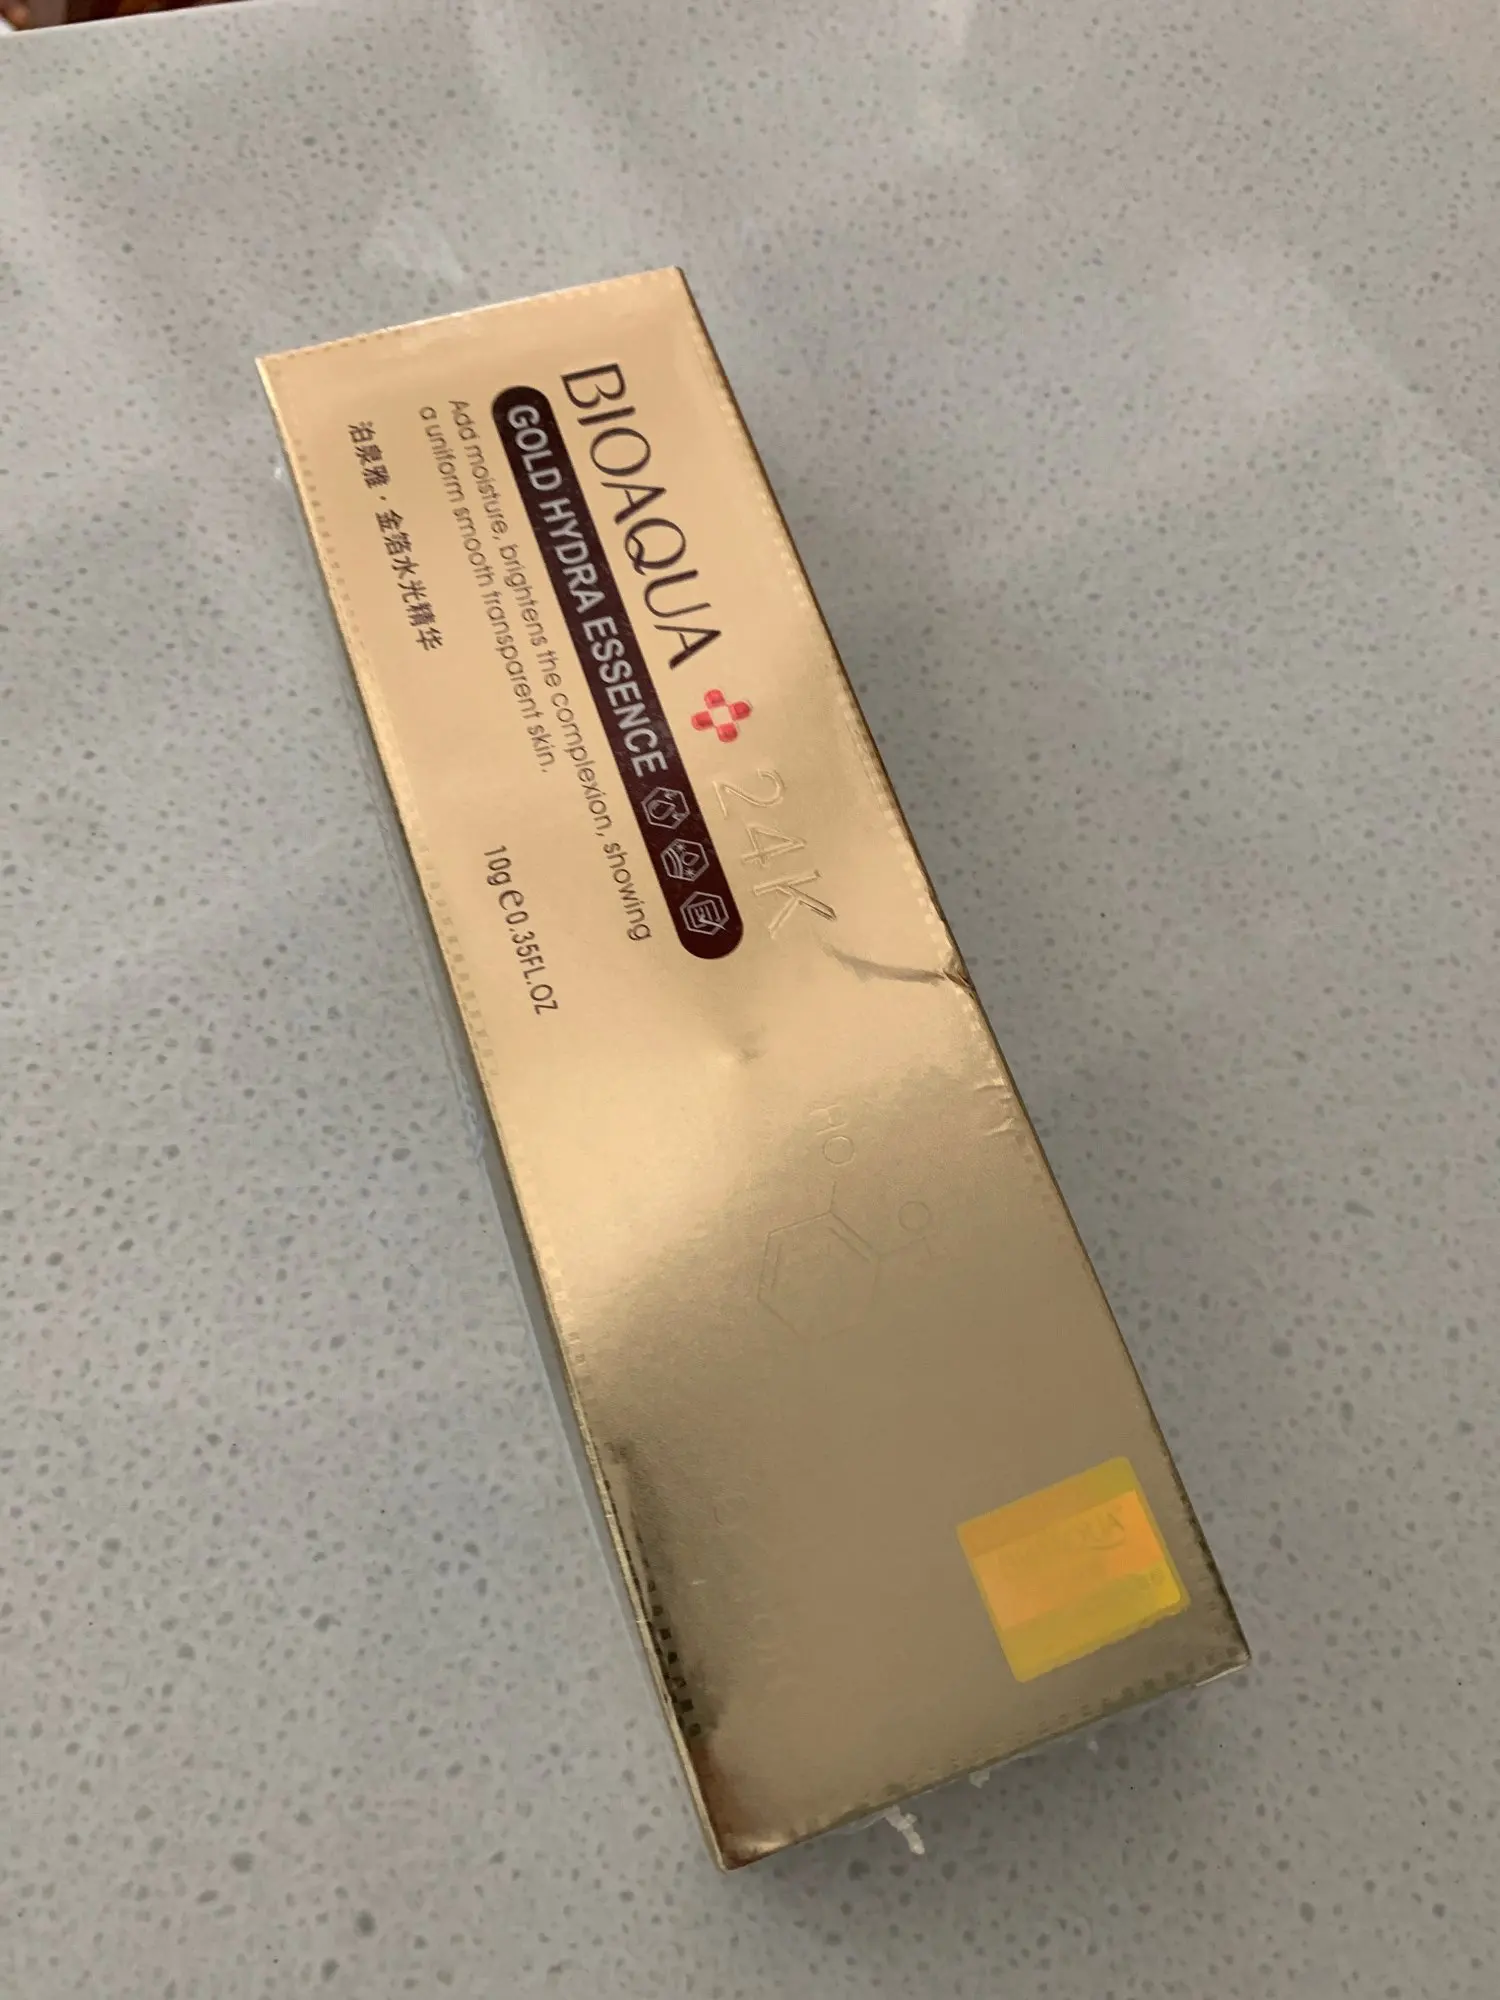 BIOAQUA 24K
GOLD HYDRA ESSENCE
Add moisture, brightens the complexion, showing
a uniform smooth transparent skin.
泊泉雅·金箔水光精华
10g e 0.35FL.OZ
HO